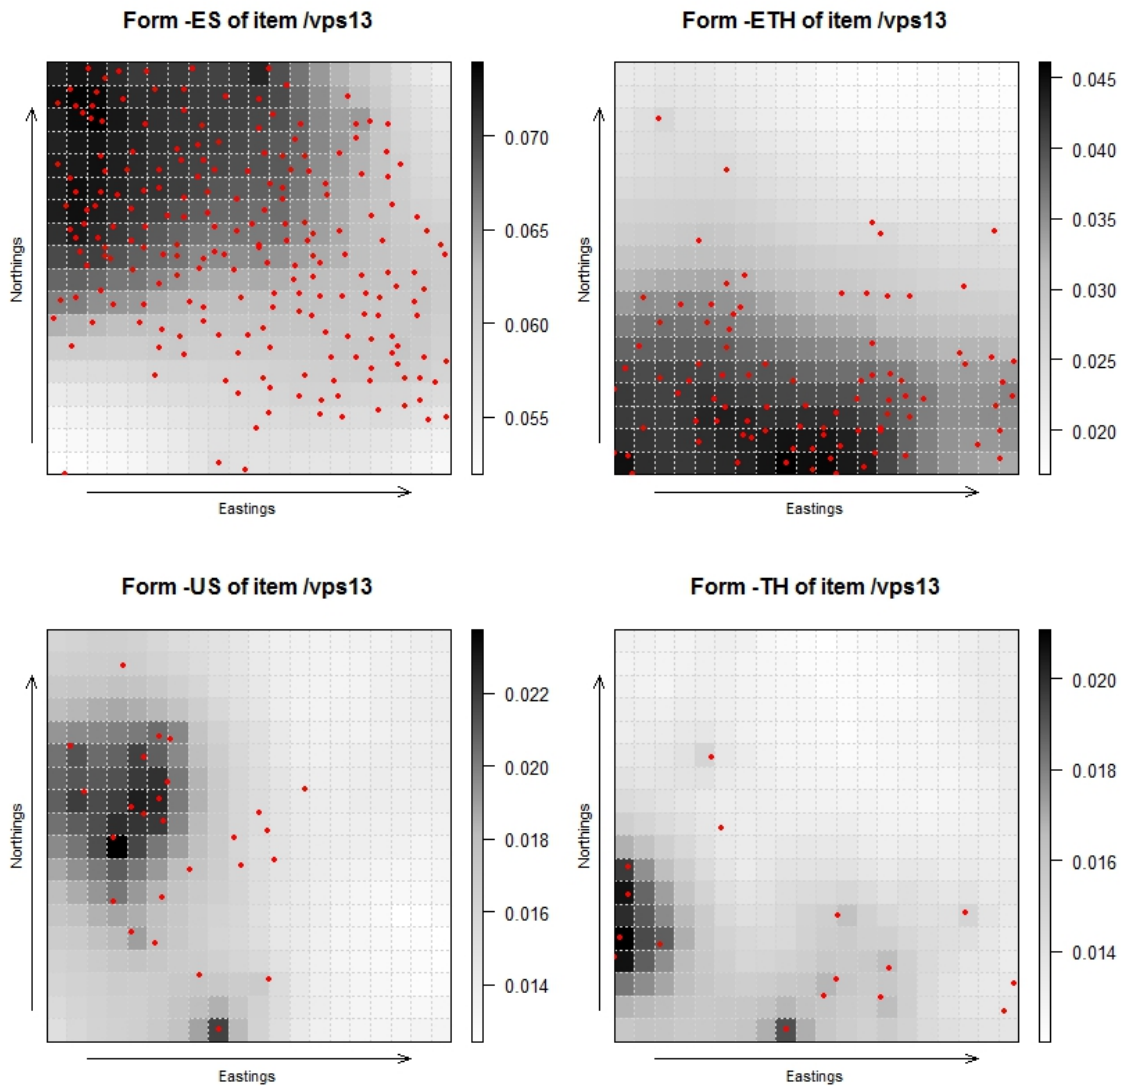 Form -ES of item /vps13
Form -ETH of item /vps13
Northings
0.070
0.065
0.060
0.055
Eastings
Northings
0.045
0.040
0.035
0.030
0.025
0.020
Eastings
Form -US of item /vps13
Form -TH of item /vps13
Northings
0.022
0.020
0.018
0.016
0.014
Eastings
Northings
0.020
0.018
0.016
0.014
Eastings